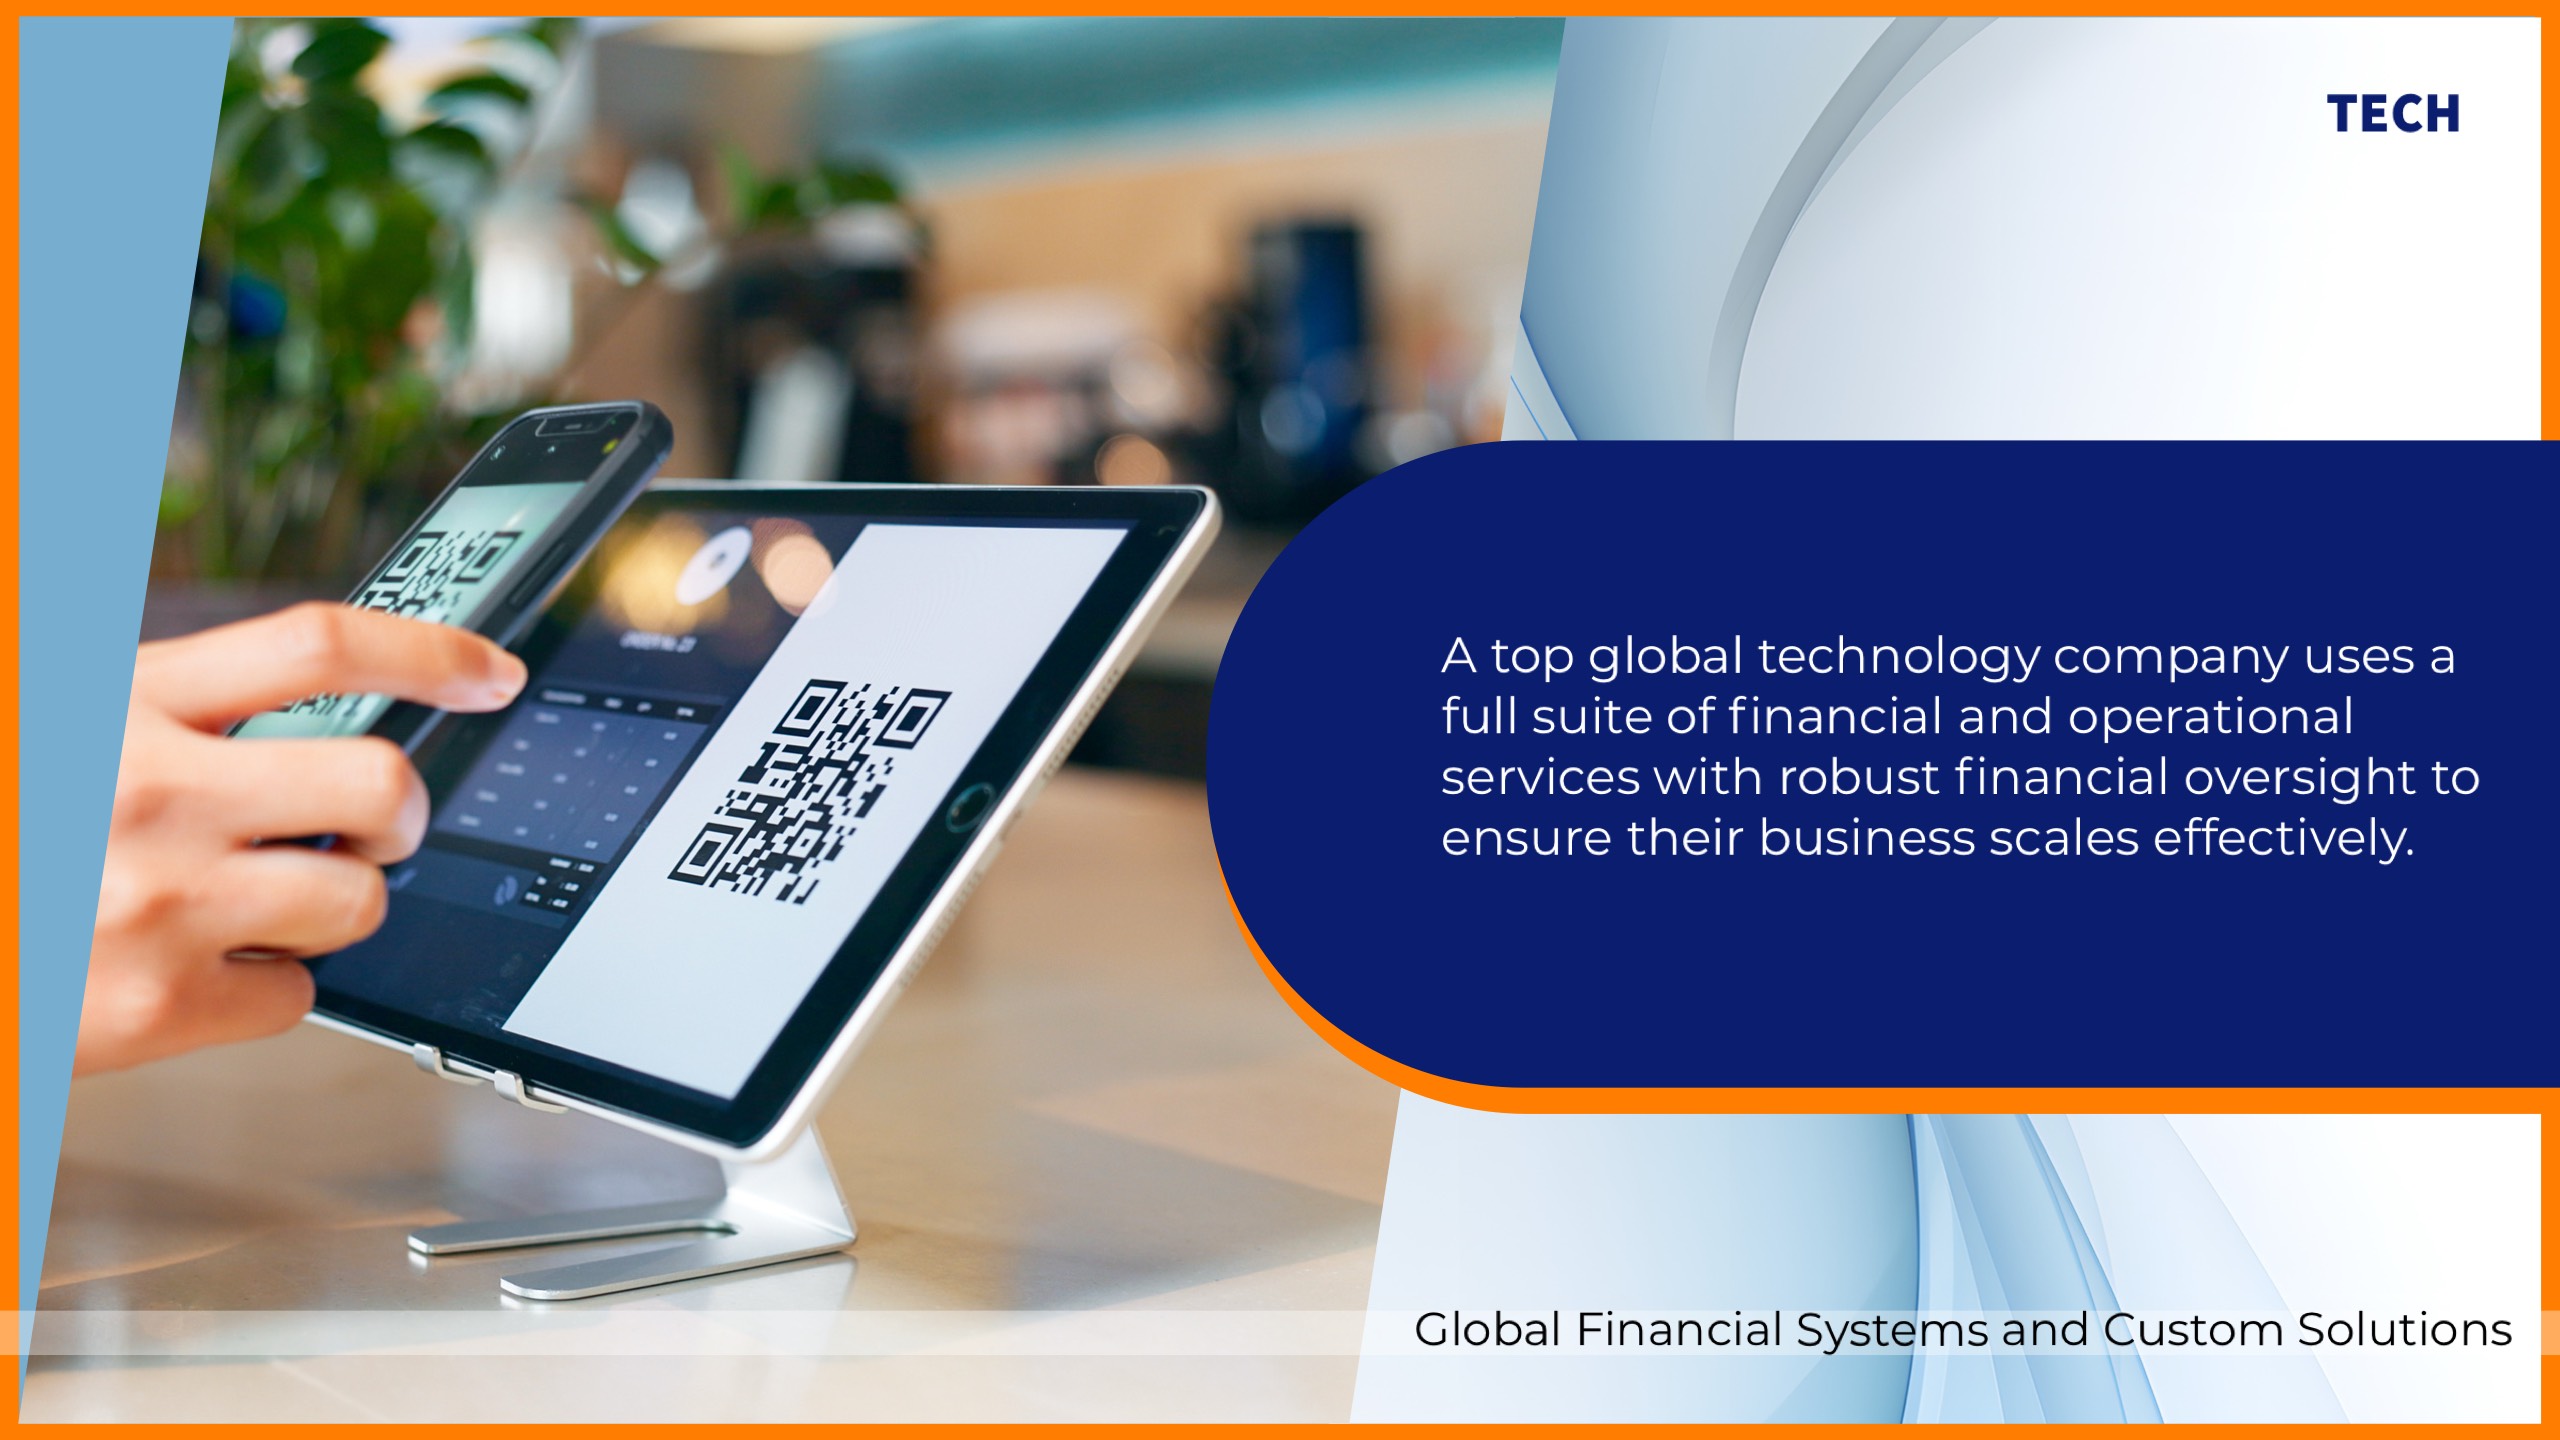 TECH
A top global technology company uses a
full suite of financial and operational
services with robust financial oversight to
ensure their business scales effectively.
Global Financial Systems and Custom Solutions